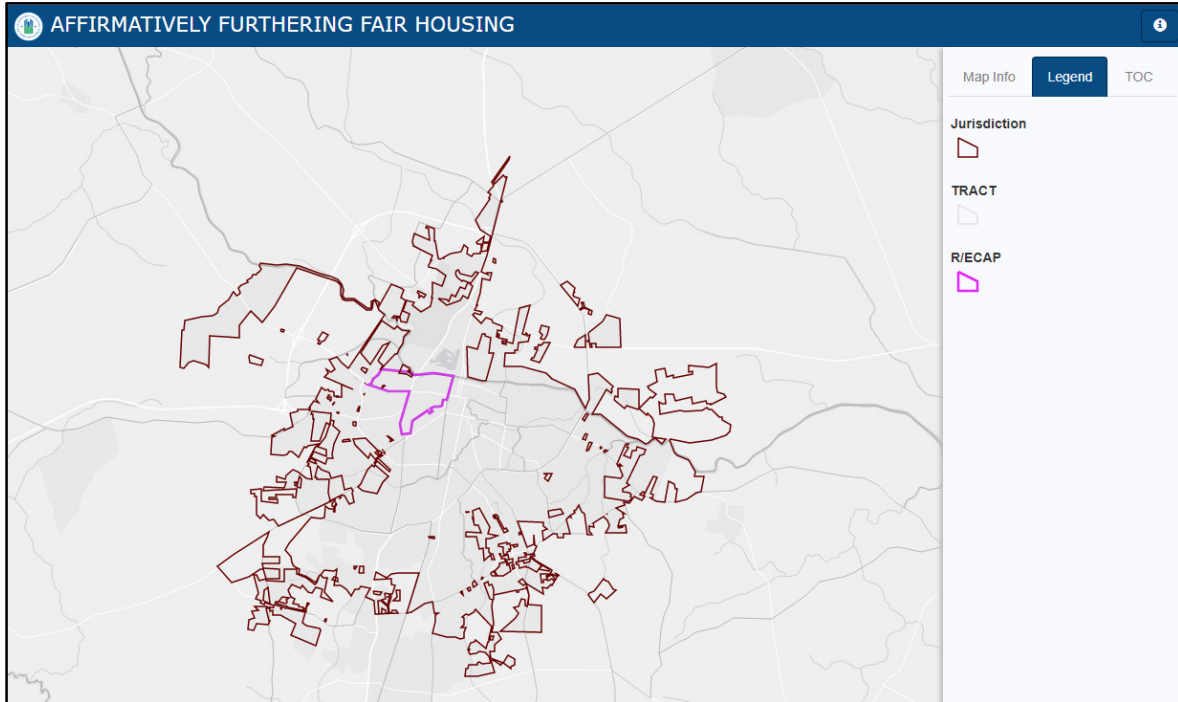 AFFIRMATIVELY FURTHERING FAIR HOUSING
Map Info Legend TOC
Jurisdiction
TRACT
R/ECAP